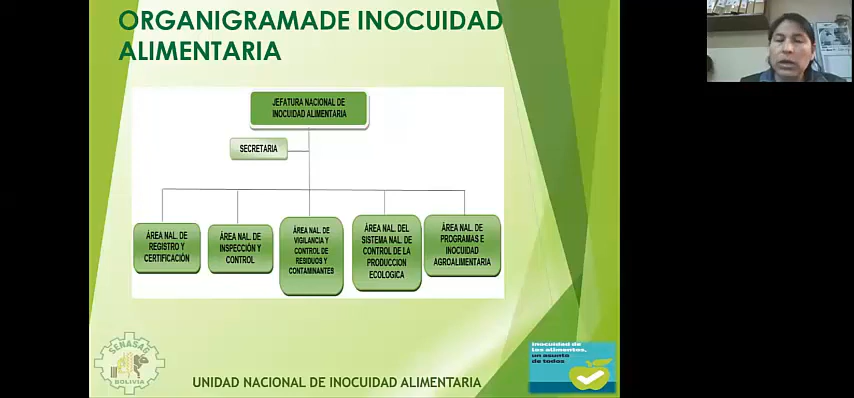 ORGANIGRAMADE INOCUIDAD
ALIMENTARIA
JEFATURA NACIONAL DE
INOCUIDAD ALIMENTARIA
SECRETARIA
ÁREA NAL. DE
REGISTRO Y
CERTIFICACIÓN
ÁREA NAL. DE
INSPECCIÓN Y
CONTROL
ÁREA NAL. DE
VIGILANCIA Y
CONTROL DE
RESIDUOS Y
CONTAMINANTES
ÁREA NAL. DEL
SISTEMA NAL. DE
CONTROL DE LA
PRODUCCION
ECOLOGICA
ÁREA NAL. DE
PROGRAMAS E
INOCUIDAD
AGROALIMENTARIA
SENASAG
BOLIVIA
UNIDAD NACIONAL DE INOCUIDAD ALIMENTARIA
Inocuidad de
los alimentos,
un asunto
de todos